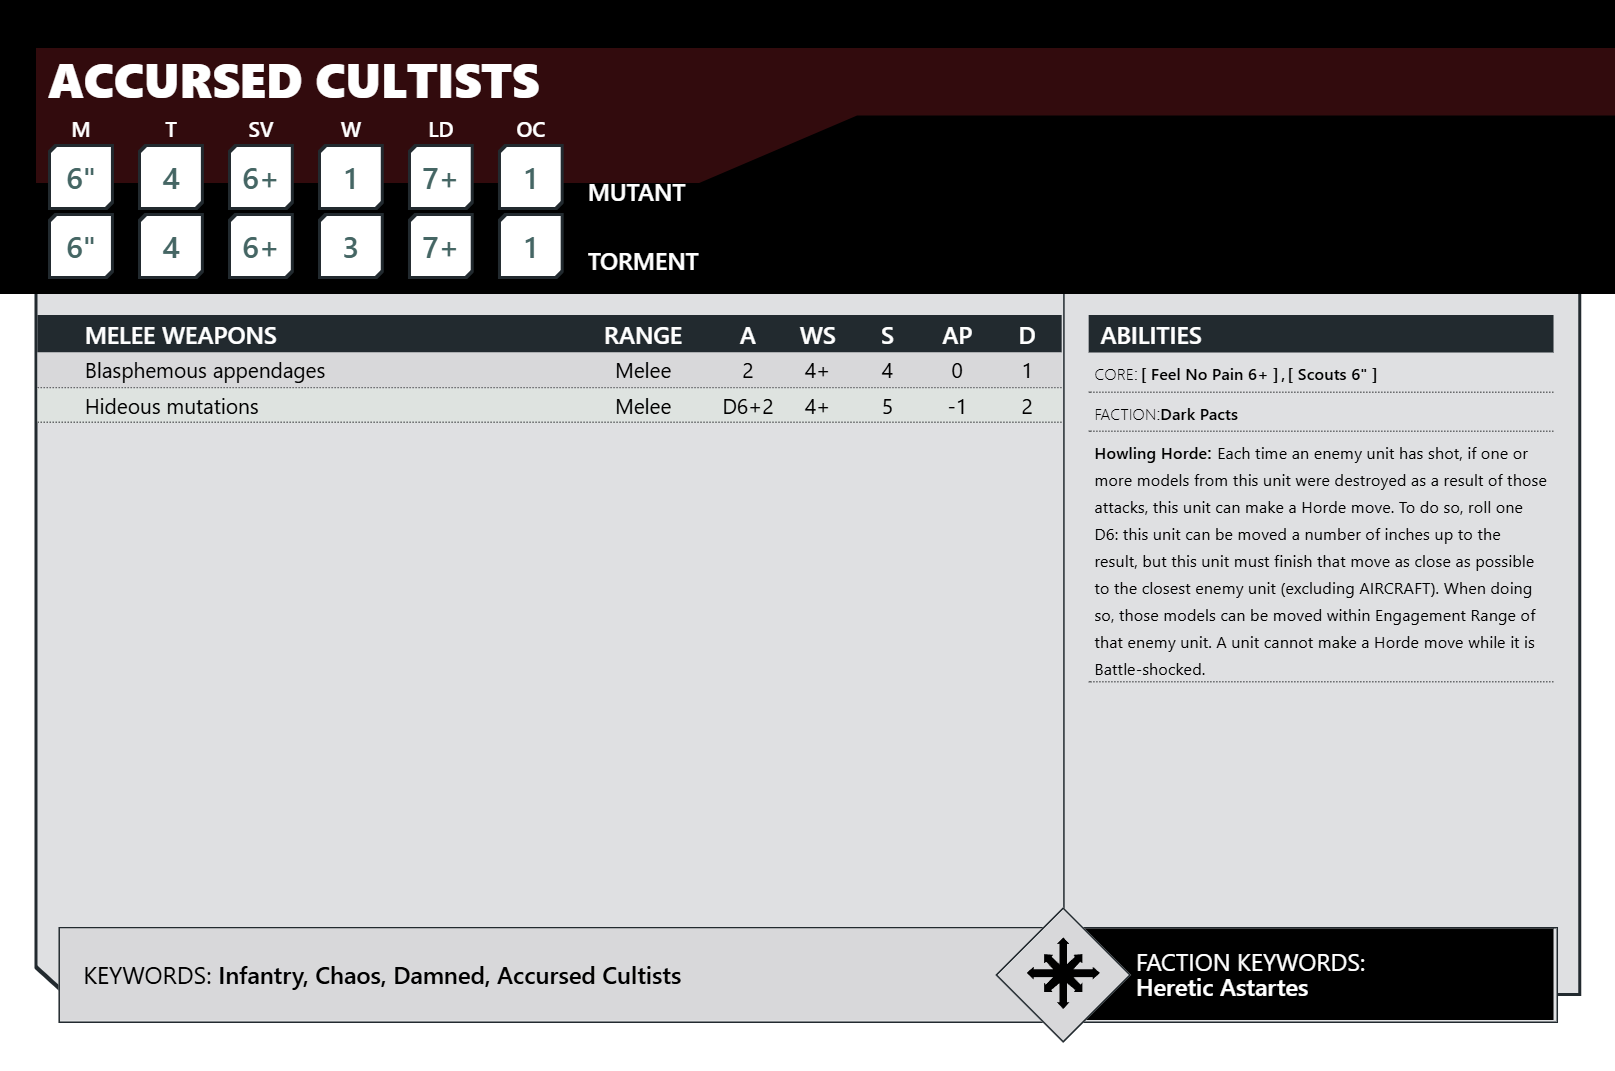 ACCURSED CULTISTS
M T SV W LD OC
6" 4 6+ 1 7+ 1 MUTANT
6" 4 6+ 3 7+ 1 TORMENT
MELEE WEAPONS RANGE A WS S AP D
Blasphemous appendages Melee 2 4+ 4 0 1
Hideous mutations Melee D6+2 4+ 5 -1 2
ABILITIES
CORE: [ Feel No Pain 6+ ] , [ Scouts 6" ]
FACTION:Dark Pacts
Howling Horde: Each time an enemy unit has shot, if one or
more models from this unit were destroyed as a result of those
attacks, this unit can make a Horde move. To do so, roll one
D6: this unit can be moved a number of inches up to the
result, but this unit must finish that move as close as possible
to the closest enemy unit (excluding AIRCRAFT). When doing
so, those models can be moved within Engagement Range of
that enemy unit. A unit cannot make a Horde move while it is
Battle-shocked.
KEYWORDS: Infantry, Chaos, Damned, Accursed Cultists
FACTION KEYWORDS:
Heretic Astartes